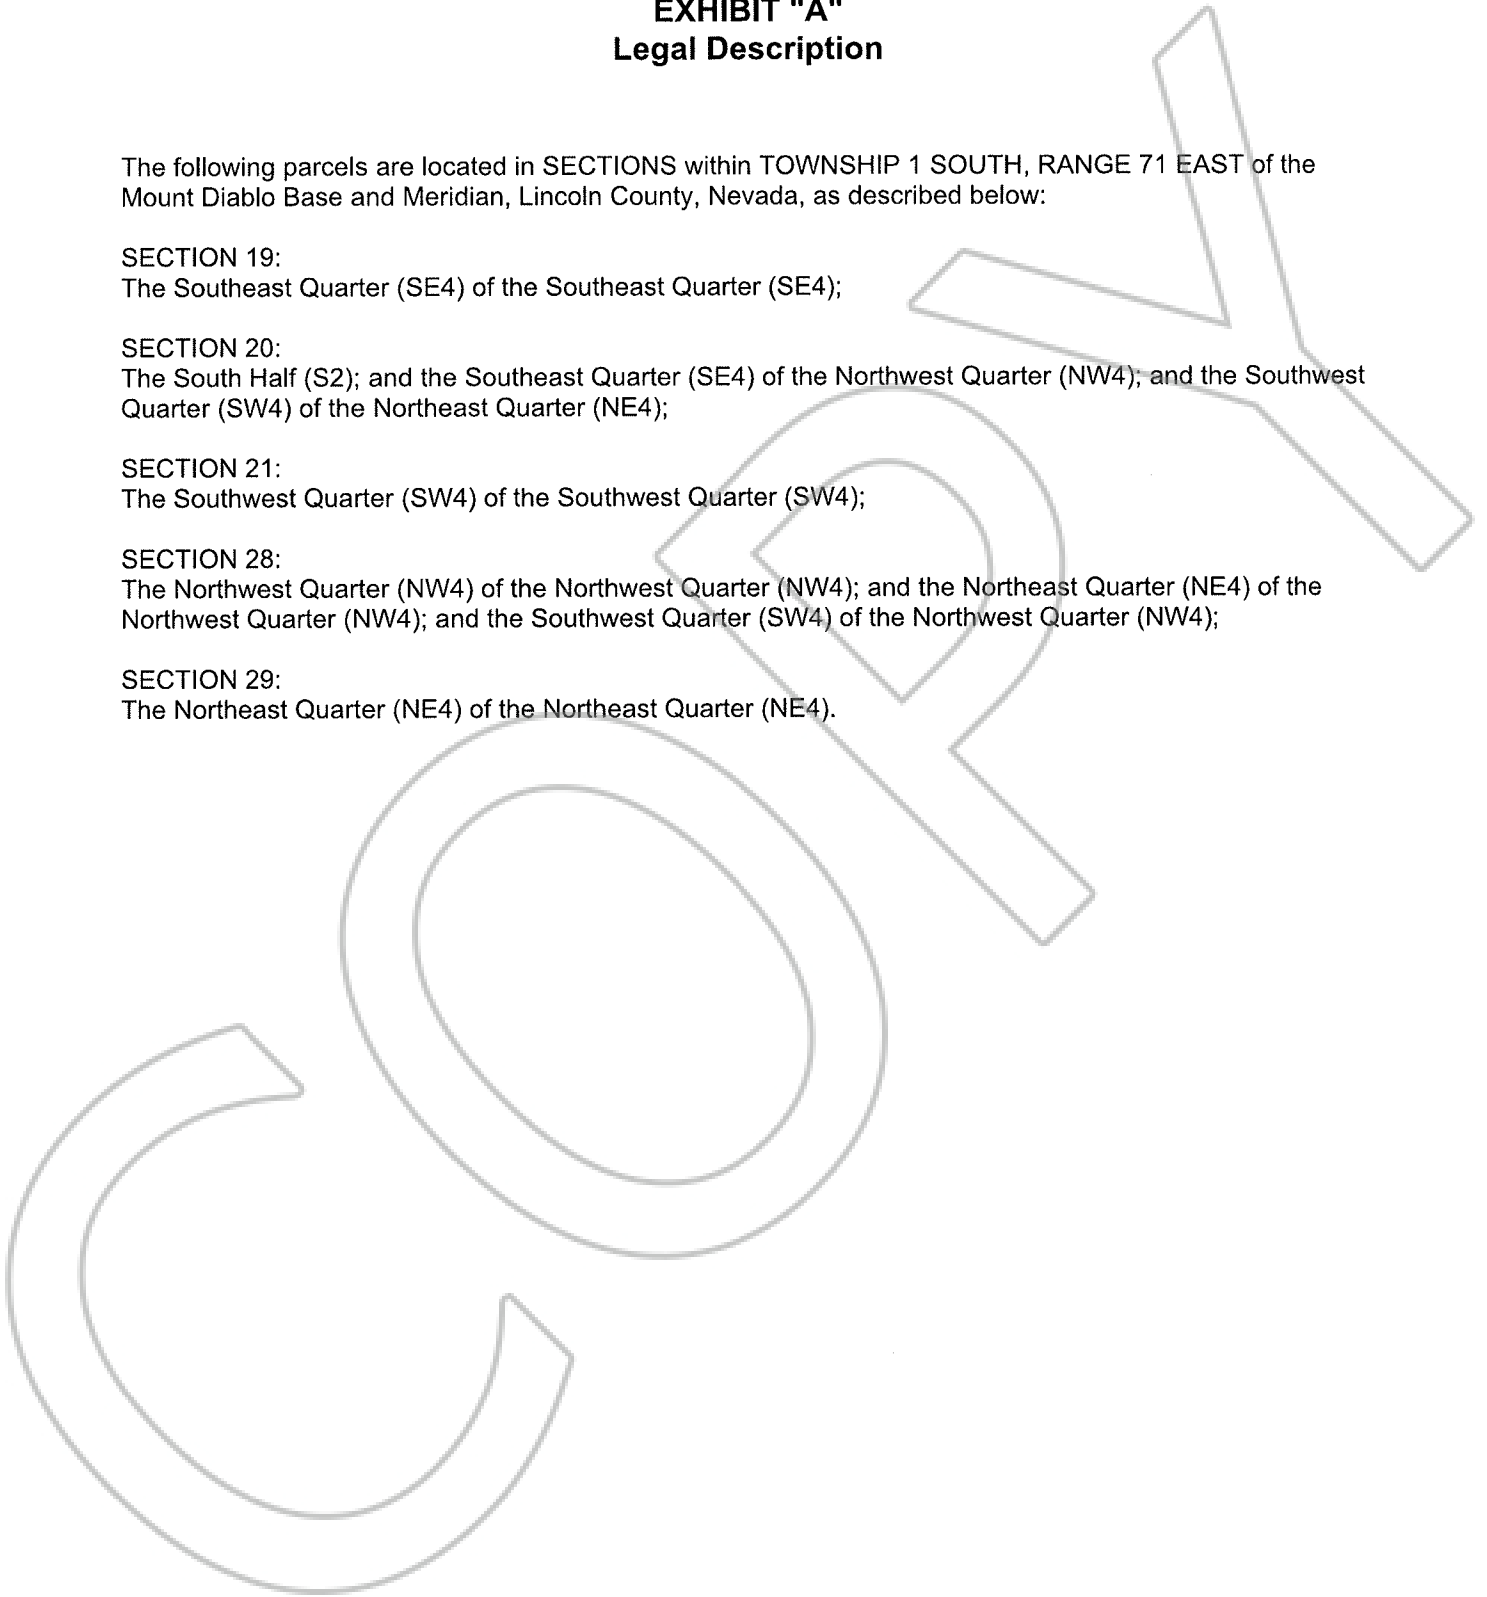 EXHIBIT "A"
Legal Description
The following parcels are located in SECTIONS within TOWNSHIP 1 SOUTH, RANGE 71 EAST of the
Mount Diablo Base and Meridian, Lincoln County, Nevada, as described below:
SECTION 19:
The Southeast Quarter (SE4) of the Southeast Quarter (SE4);
SECTION 20:
The South Half (S2); and the Southeast Quarter (SE4) of the Northwest Quarter (NW4); and the Southwest
Quarter (SW4) of the Northeast Quarter (NE4);
SECTION 21:
The Southwest Quarter (SW4) of the Southwest Quarter (SW4);
SECTION 28:
The Northwest Quarter (NW4) of the Northwest Quarter (NW4); and the Northeast Quarter (NE4) of the
Northwest Quarter (NW4); and the Southwest Quarter (SW4) of the Northwest Quarter (NW4);
SECTION 29:
The Northeast Quarter (NE4) of the Northeast Quarter (NE4).
COPY